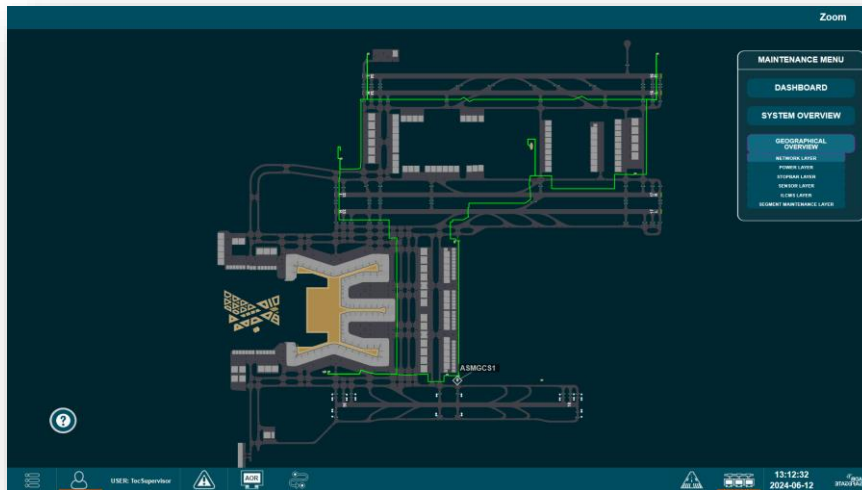 Zoom
MAINTENANCE MENU
DASHBOARD
SYSTEM OVERVIEW
GEOGRAPHICAL
OVERVIEW
NETWORK LAYER
POWER LAYER
STOPBAR LAYER
SENSOR LAYER
ILCMS LAYER
SEGMENT MAINTENANCE LAYER
ASMGCS1
?
USER: TecSupervisor
AOR
13:12:32
2024-06-12